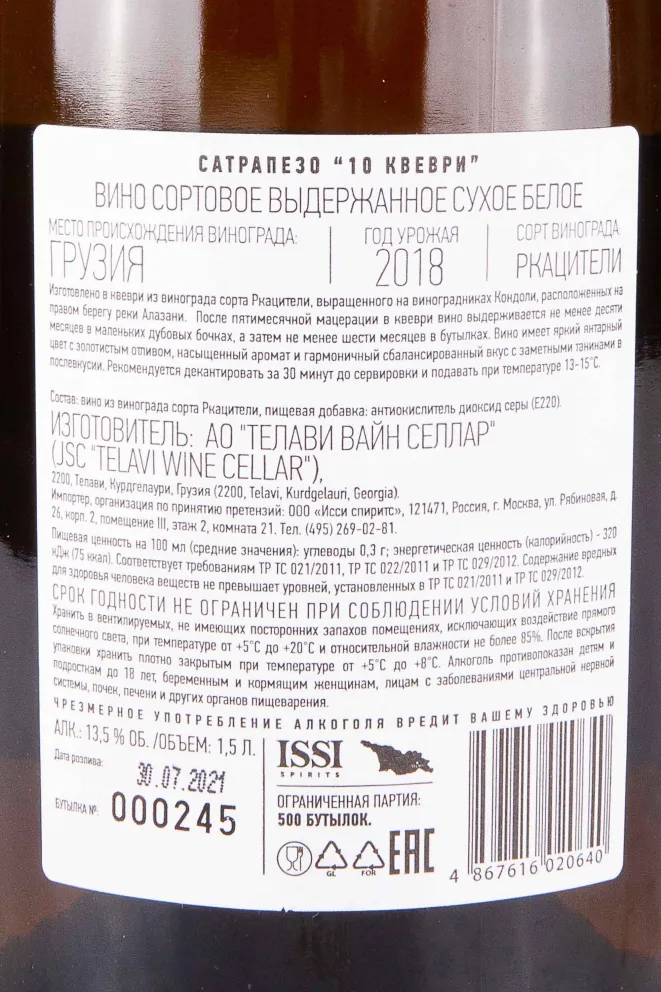 САТРАПЕЗО “10 КВЕВРИ”
ВИНО СОРТОВОЕ ВЫДЕРЖАННОЕ СУХОЕ БЕЛОЕ
МЕСТО ПРОИСХОЖДЕНИЯ ВИНОГРАДА:
ГРУЗИЯ
ГОД УРОЖАЯ
2018
СОРТ ВИНОГРАДА
РКАЦИТЕЛИ
Изготовлено в квеври из винограда сорта Ркацители, выращенного на виноградниках Кондоли, расположенных на
правом берегу реки Алазани. После пятимесячной мацерации в квеври вино выдерживается не менее десяти
месяцев в маленьких дубовых бочках, а затем не менее шести месяцев в бутылках. Вино имеет яркий янтарный
цвет с золотистым отливом, насыщенный аромат и гармоничный сбалансированный вкус с заметными танинами в
послевкусии. Рекомендуется декантировать за 30 минут до сервировки и подавать при температуре 13-15°С.
Состав: вино из винограда сорта Ркацители, пищевая добавка: антиокислитель диоксид серы (Е220).
ИЗГОТОВИТЕЛЬ: АО "ТЕЛАВИ ВАЙН СЕЛЛАР"
(JSC "TELAVI WINE CELLAR"),
2200, Телави, Курдгелаури, Грузия (2200, Telavi, Kurdgelauri, Georgia).
Импортер, организация по принятию претензий: ООО «Исси спиритс», 121471, Россия, г. Москва, ул. Рябиновая, д.
26, корп. 2, помещение III, этаж 2, комната 21. Тел. (495) 269-02-81.
Пищевая ценность на 100 мл (средние значения): углеводы 0,3 г; энергетическая ценность (калорийность) - 320
кДж (75 ккал). Соответствует требованиям ТР ТС 021/2011, ТР ТС 022/2011 и ТР ТС 029/2012. Содержание вредных
для здоровья человека веществ не превышает уровней, установленных в ТР ТС 021/2011 и ТР ТС 029/2012.
СРОК ГОДНОСТИ НЕ ОГРАНИЧЕН ПРИ СОБЛЮДЕНИИ УСЛОВИЙ ХРАНЕНИЯ
Хранить в вентилируемых, не имеющих посторонних запахов помещениях, исключающих воздействие прямого
солнечного света, при температуре от +5°С до +20°С и относительной влажности не более 85%. После вскрытия
упаковки хранить плотно закрытым при температуре от +5°С до +8°С. Алкоголь противопоказан детям и
подросткам до 18 лет, беременным и кормящим женщинам, лицам с заболеваниями центральной нервной
системы, почек, печени и других органов пищеварения.
ЧРЕЗМЕРНОЕ УПОТРЕБЛЕНИЕ АЛКОГОЛЯ ВРЕДИТ ВАШЕМУ ЗДОРОВЬЮ
АЛК.: 13,5 % ОБ. /ОБЪЕМ: 1,5 Л.
Дата розлива:
30.07.2021
БУТЫЛКА №:
000245
ISSI
SPIRITS
ОГРАНИЧЕННАЯ ПАРТИЯ:
500 БУТЫЛОК.
GL
FOR
ЕАС
4 867616 020640